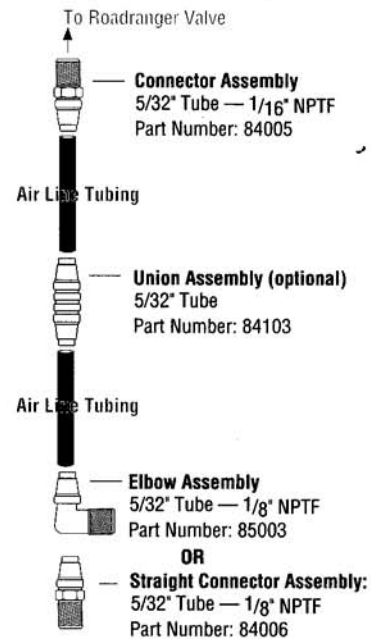 To Roadranger Valve
Connector Assembly
5/32" Tube — 1/16" NPTF
Part Number: 84005
Air Line Tubing
Union Assembly (optional)
5/32" Tube
Part Number: 84103
Air Line Tubing
Elbow Assembly
5/32" Tube — 1/8" NPTF
Part Number: 85003
OR
Straight Connector Assembly:
5/32" Tube — 1/8" NPTF
Part Number: 84006